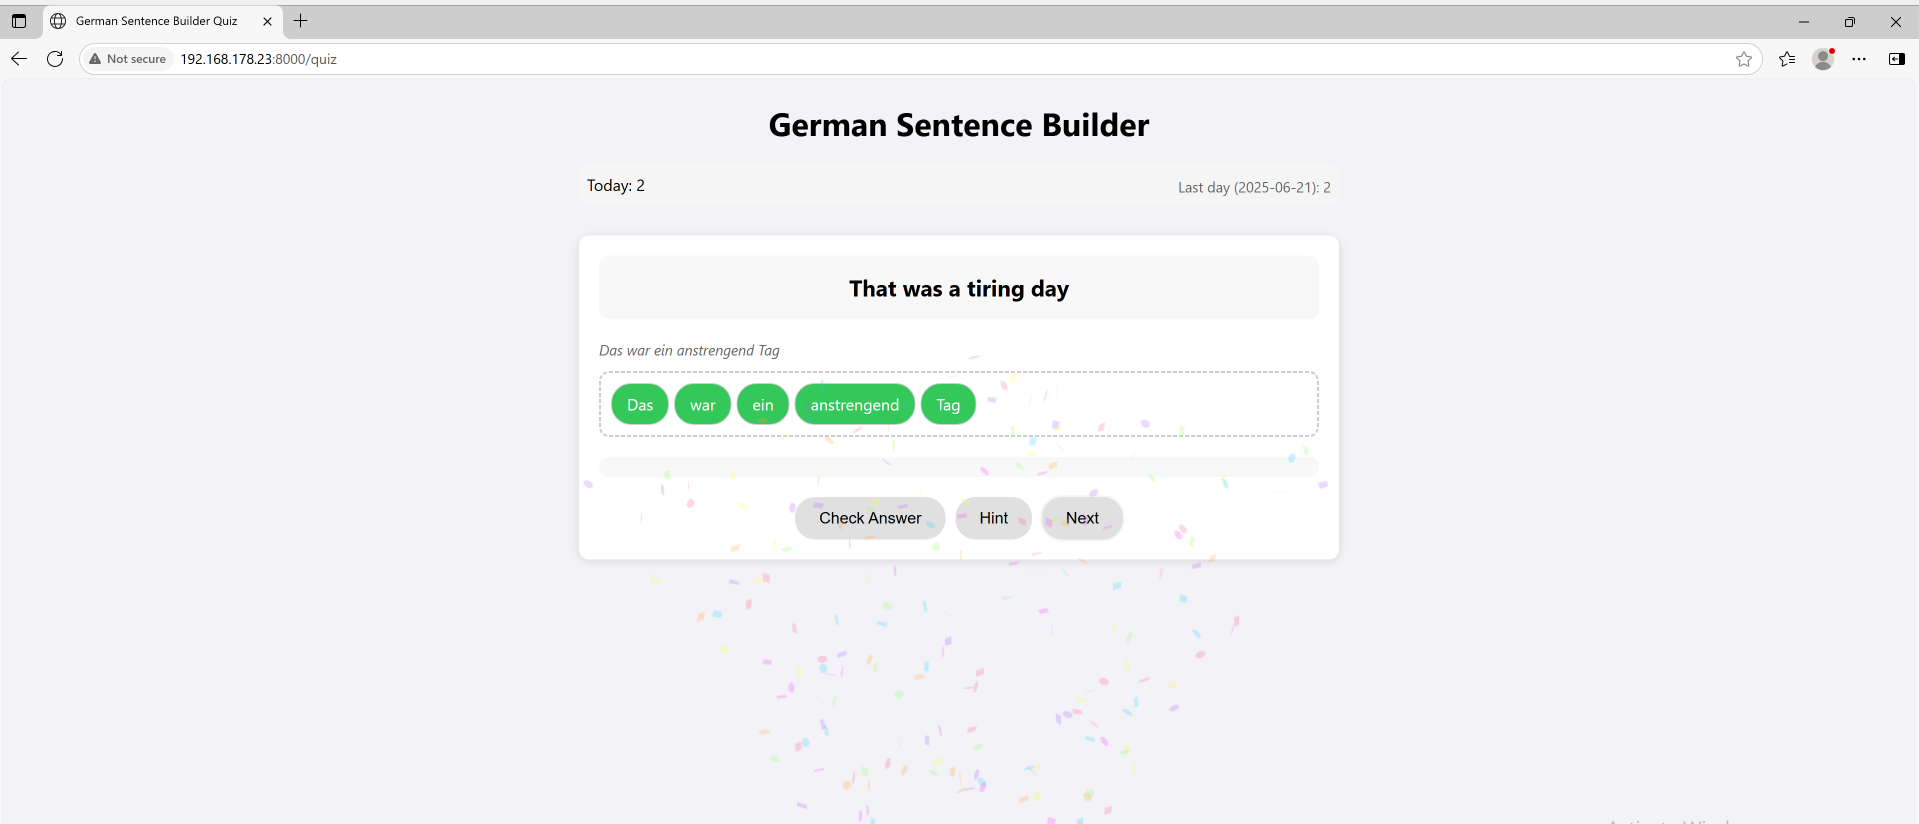 German Sentence Builder Quiz
Not secure 192.168.178.23:8000/quiz
German Sentence Builder
Today: 2 Last day (2025-06-21): 2
That was a tiring day
Das war ein anstrengend Tag
Das war ein anstrengend Tag
Check Answer Hint Next